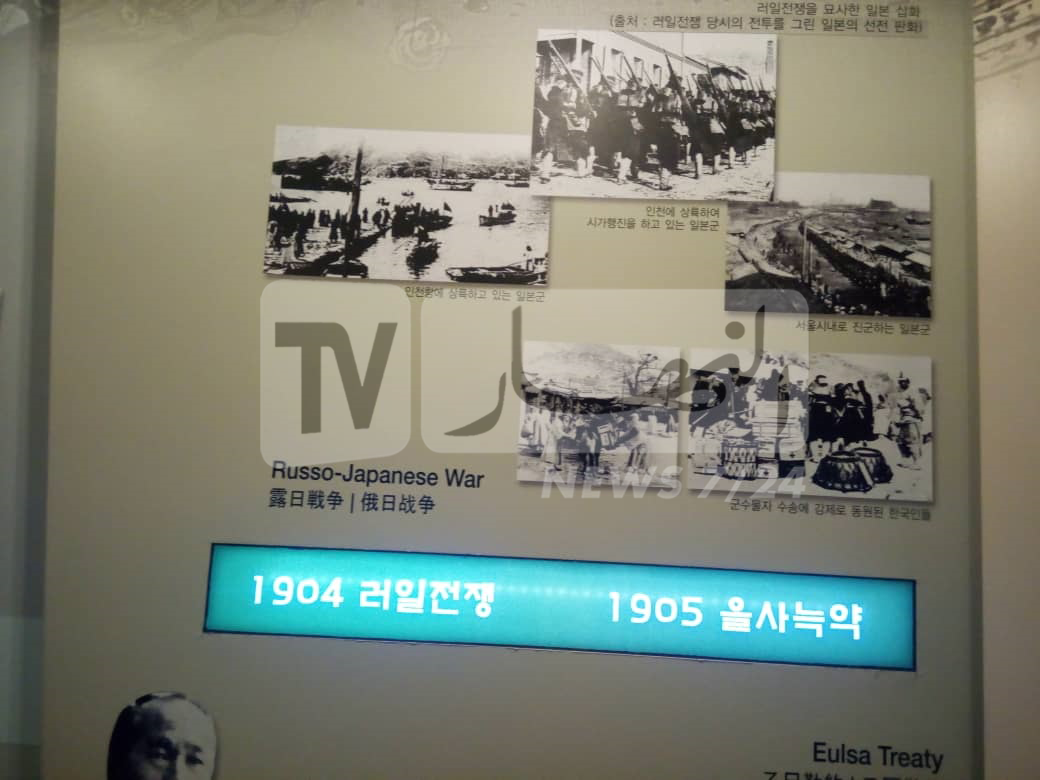 러일전쟁을 묘사한 일본 삽화
(출처 : 러일전쟁 당시의 전투를 그린 일본의 선전 판화)
인천에 상륙하여
시가행진을 하고 있는 일본군
인천항에 상륙하고 있는 일본군
서울시내로 진군하는 일본군
TV انصار
NEWS 7/24
Russo-Japanese War
露日戦争 | 俄日战争
군수물자 수송에 강제로 동원된 한국인들
1904 러일전쟁 1905 을사늑약
Eulsa Treaty